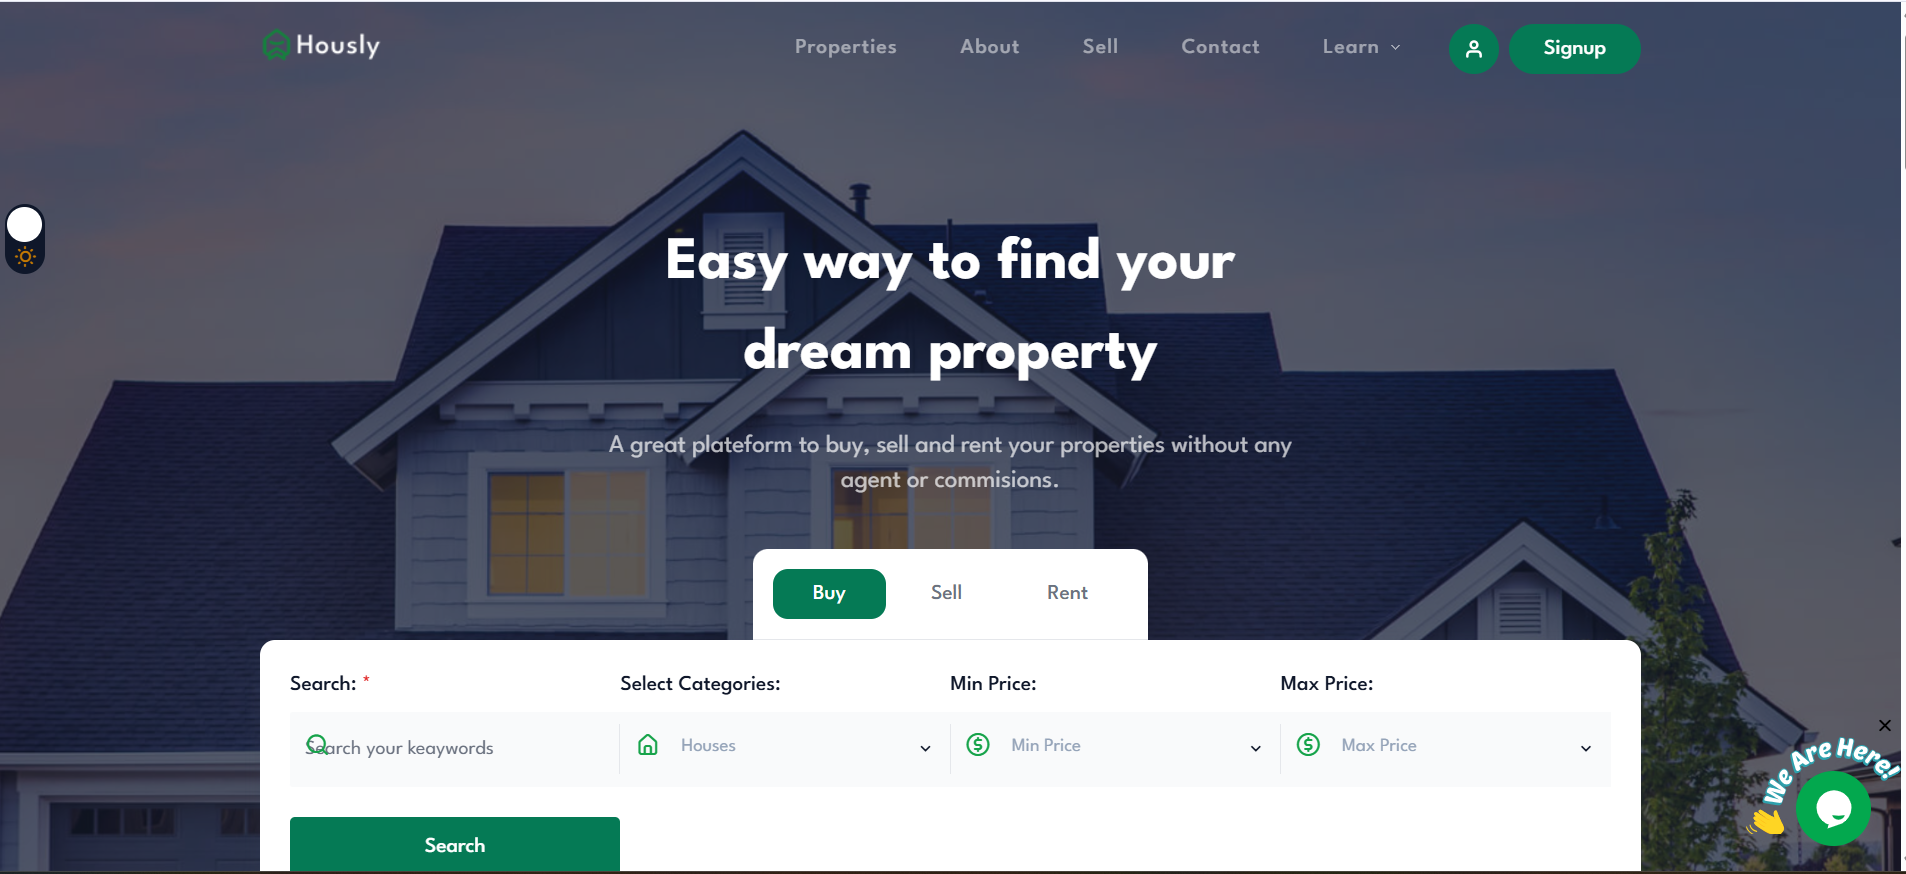 Hously
Properties
About
Sell
Contact
Learn
Signup
Easy way to find your
dream property
A great plateform to buy, sell and rent your properties without any
agent or commisions.
Buy
Sell
Rent
Search: *
Select Categories:
Min Price:
Max Price:
Search your keaywords
Houses
Min Price
Max Price
Search
We Are Here!